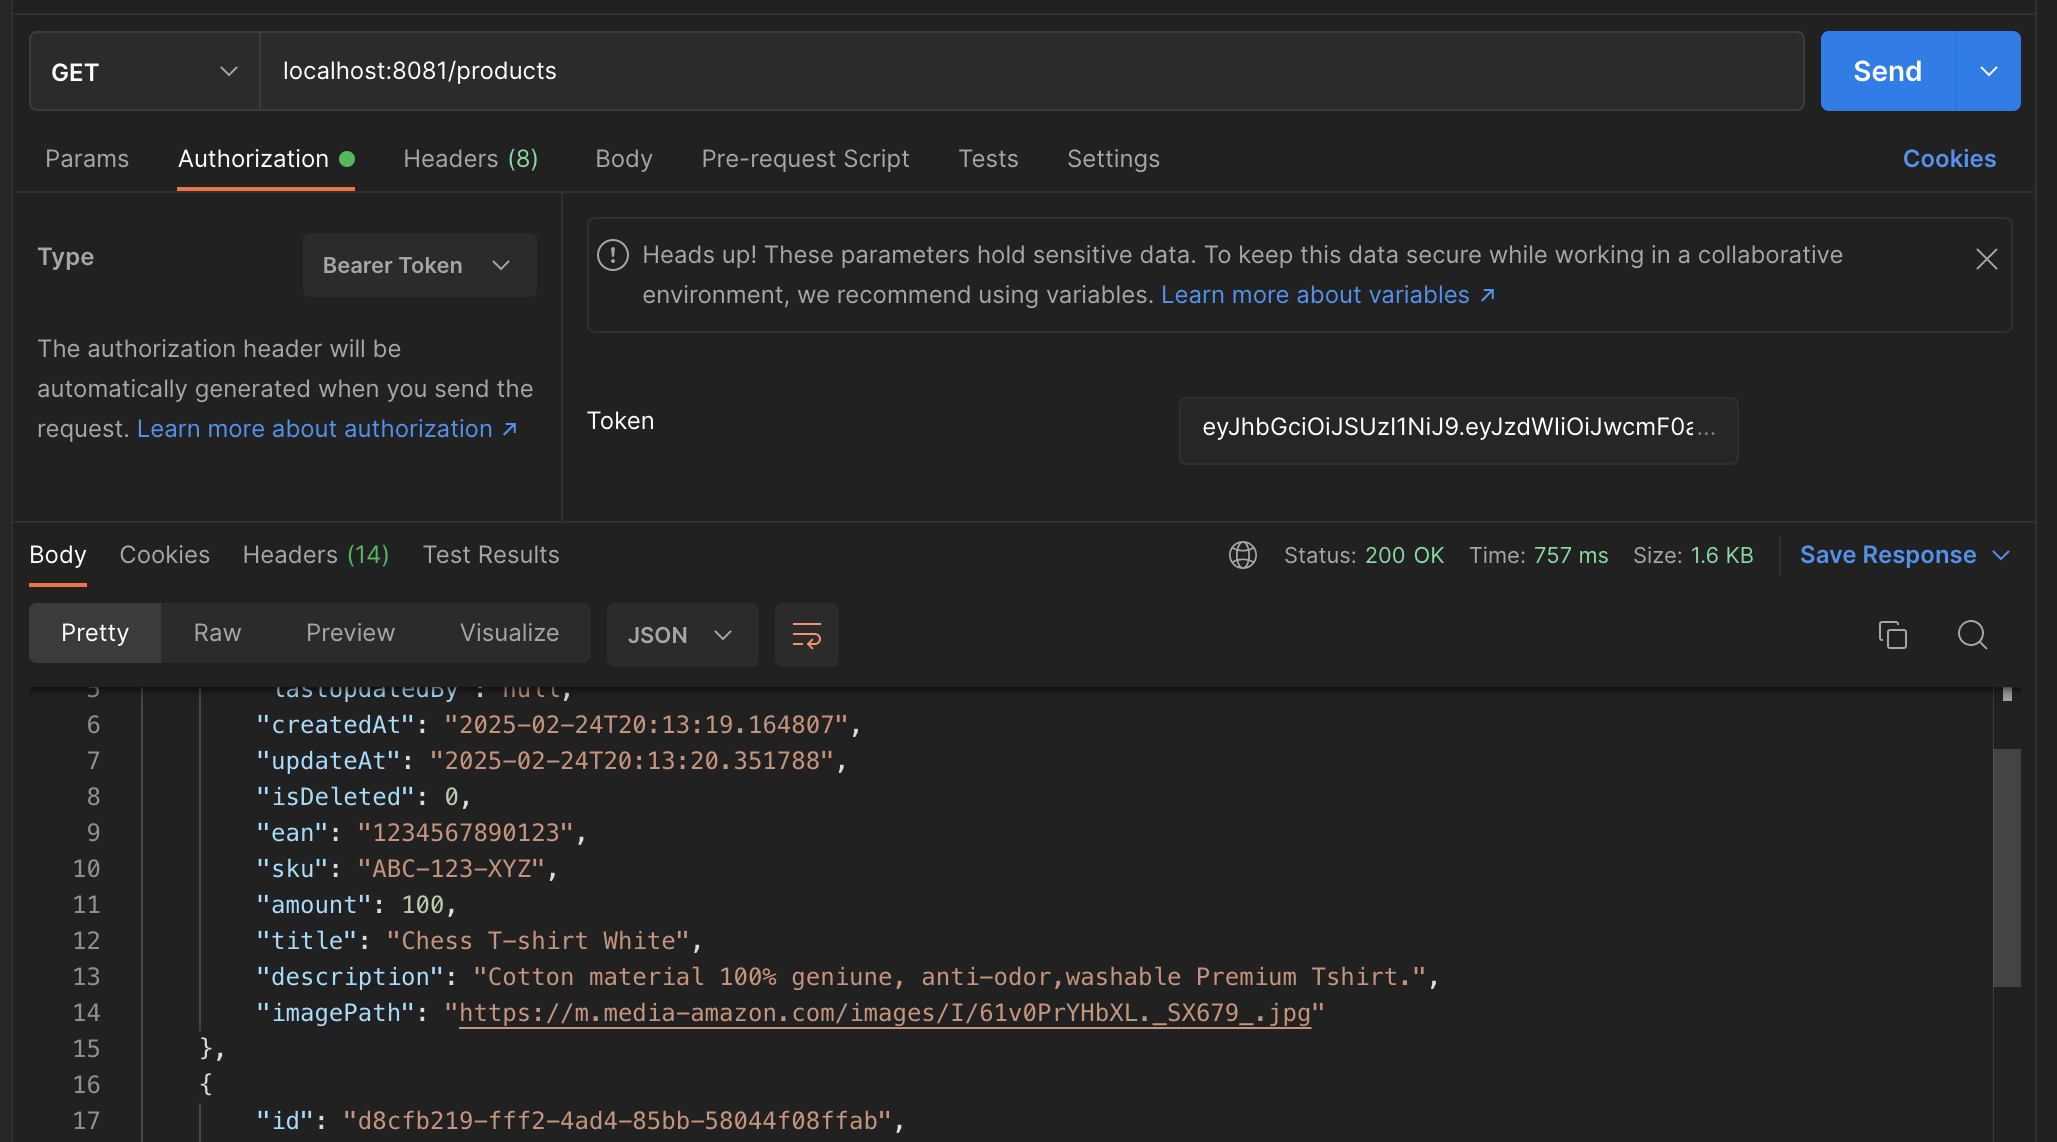 GET
localhost:8081/products
Send
Params Authorization Headers (8) Body Pre-request Script Tests Settings Cookies
Type
Bearer Token
Heads up! These parameters hold sensitive data. To keep this data secure while working in a collaborative
environment, we recommend using variables. Learn more about variables ↗
The authorization header will be
automatically generated when you send the
request. Learn more about authorization ↗
Token
eyJhbGciOiJSUzI1NiJ9.eyJzdWIiOiJwcmF0a...
Body Cookies Headers (14) Test Results
Status: 200 OK Time: 757 ms Size: 1.6 KB Save Response
Pretty Raw Preview Visualize JSON
5 "lastUpdatedBy": null,
6 "createdAt": "2025-02-24T20:13:19.164807",
7 "updateAt": "2025-02-24T20:13:20.351788",
8 "isDeleted": 0,
9 "ean": "1234567890123",
10 "sku": "ABC-123-XYZ",
11 "amount": 100,
12 "title": "Chess T-shirt White",
13 "description": "Cotton material 100% geniune, anti-odor,washable Premium Tshirt.",
14 "imagePath": "https://m.media-amazon.com/images/I/61v0PrYHbXL._SX679_.jpg"
15 },
16 {
17 "id": "d8cfb219-fff2-4ad4-85bb-58044f08ffab",